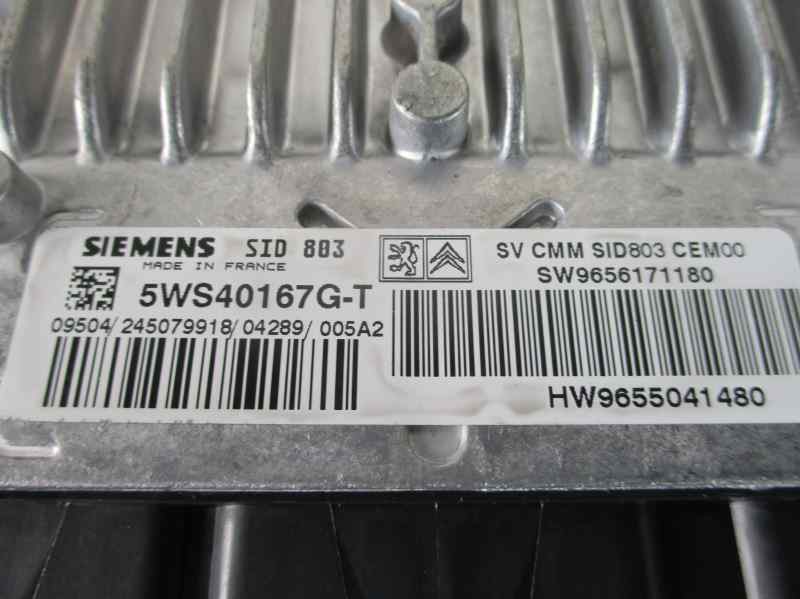 SIEMENS SID 803
MADE IN FRANCE
5WS40167G-T
09504/245079918/04289/005A2
SV CMM SID803 CEM00
SW9656171180
HW9655041480